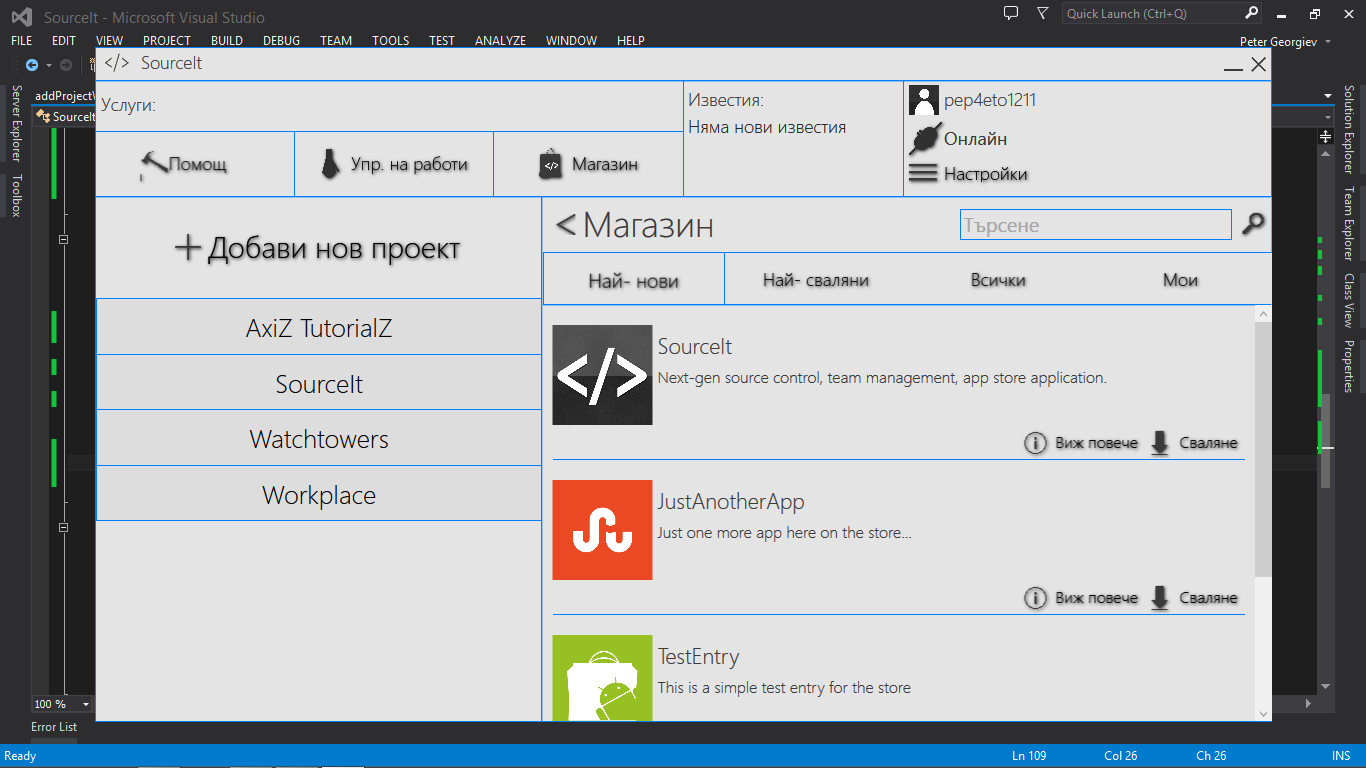 SourceIt - Microsoft Visual Studio
Quick Launch (Ctrl+Q)
FILE EDIT VIEW PROJECT BUILD DEBUG TEAM TOOLS TEST ANALYZE WINDOW HELP
Peter Georgiev
</> SourceIt
addProject
SourceIt
Server Explorer
Toolbox
Solution Explorer
Team Explorer
Class View
Properties
Услуги:
Помощ
Упр. на работи
Магазин
Известия:
Няма нови известия
pep4eto1211
Онлайн
Настройки
Добави нов проект
AxiZ TutorialZ
SourceIt
Watchtowers
Workplace
< Магазин
Търсене
Най- нови
Най- сваляни
Всички
Мои
</>
SourceIt
Next-gen source control, team management, app store application.
Виж повече
Сваляне
JustAnotherApp
Just one more app here on the store...
Виж повече
Сваляне
TestEntry
This is a simple test entry for the store
100 %
Error List
Ready
Ln 109
Col 26
Ch 26
INS